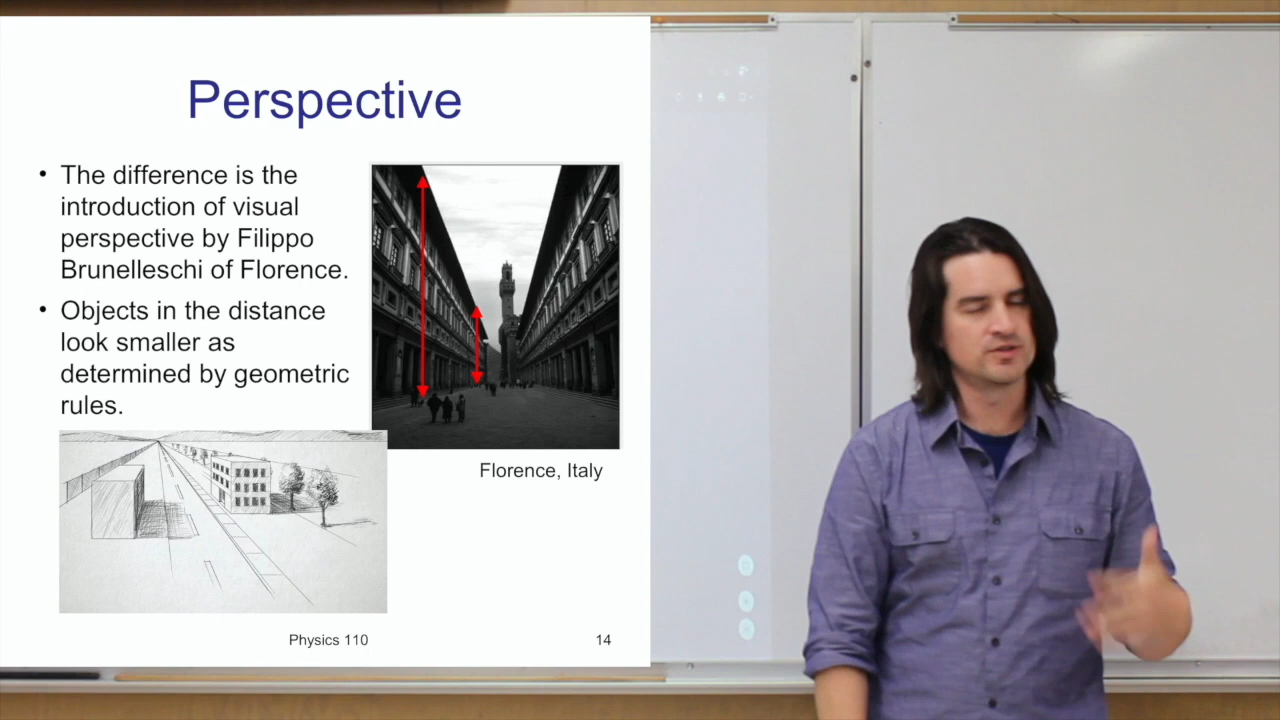 Perspective
• The difference is the
introduction of visual
perspective by Filippo
Brunelleschi of Florence.
• Objects in the distance
look smaller as
determined by geometric
rules.
Florence, Italy
Physics 110
14